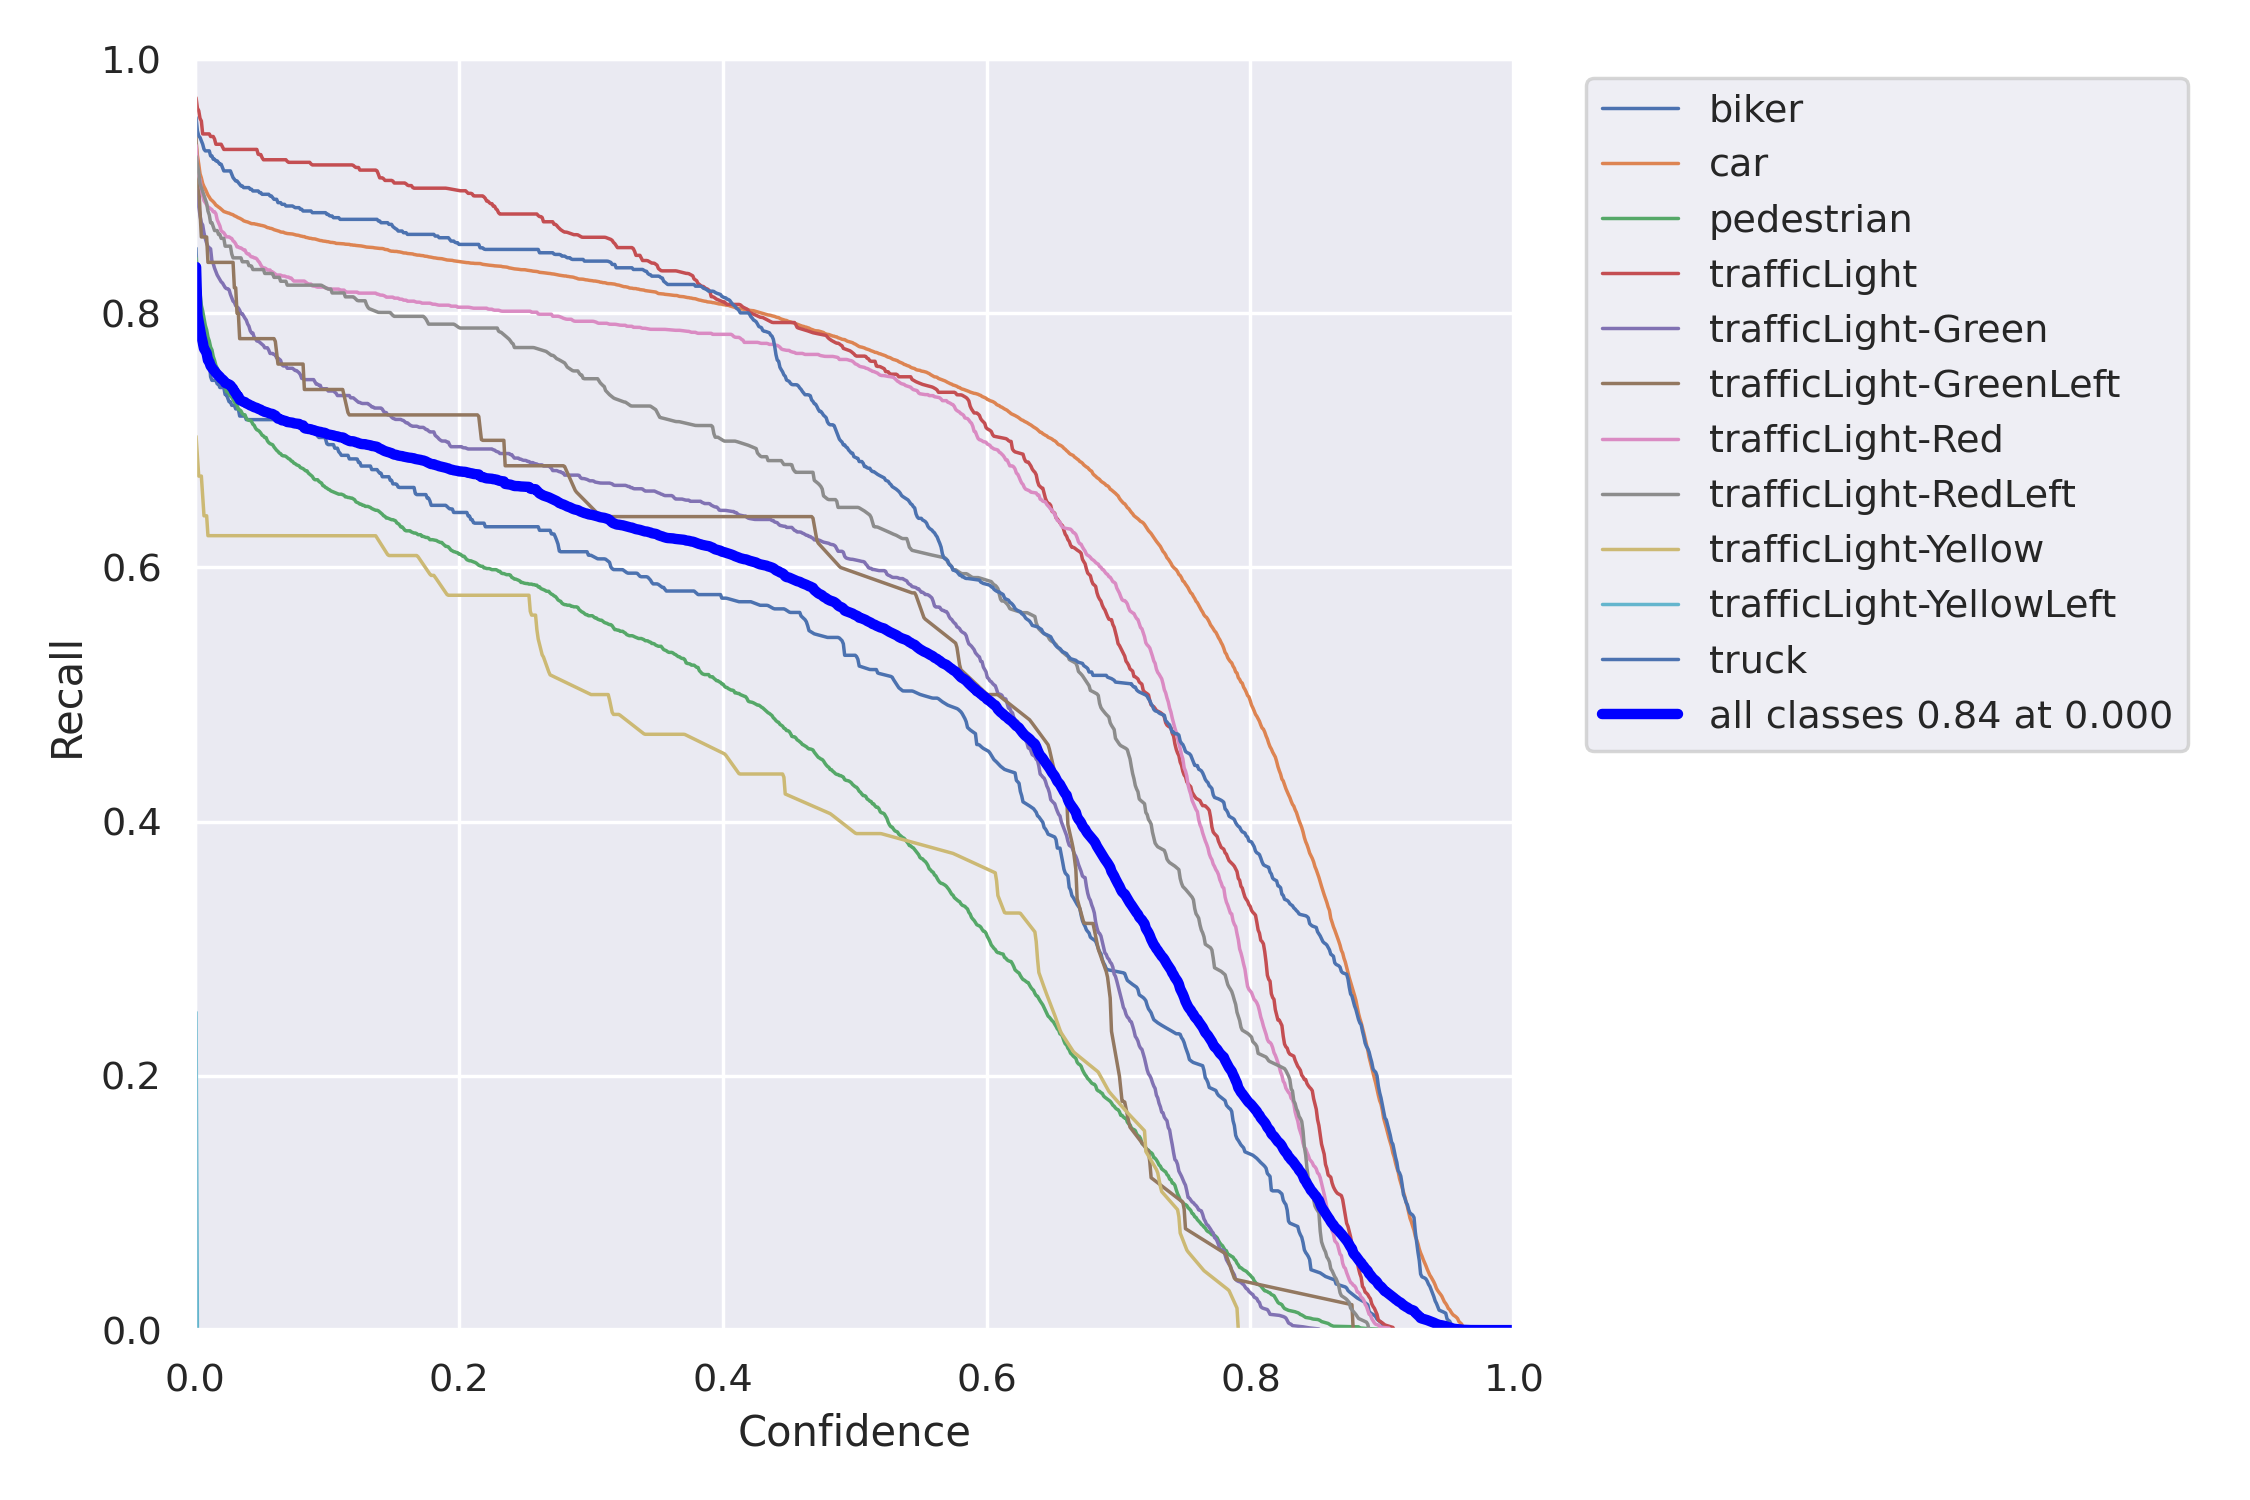 1.0
0.8
0.6
0.4
0.2
0.0
Recall
0.0 0.2 0.4 0.6 0.8 1.0
Confidence
biker
car
pedestrian
trafficLight
trafficLight-Green
trafficLight-GreenLeft
trafficLight-Red
trafficLight-RedLeft
trafficLight-Yellow
trafficLight-YellowLeft
truck
all classes 0.84 at 0.000